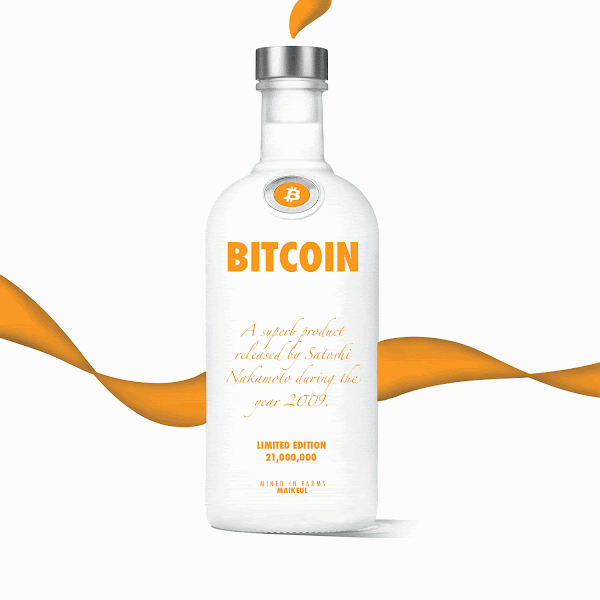 BITCOIN
A superb product
released by Satoshi
Nakamoto during the
year 2009.
LIMITED EDITION
21,000,000
MINED IN FARMS
MAIKEUL